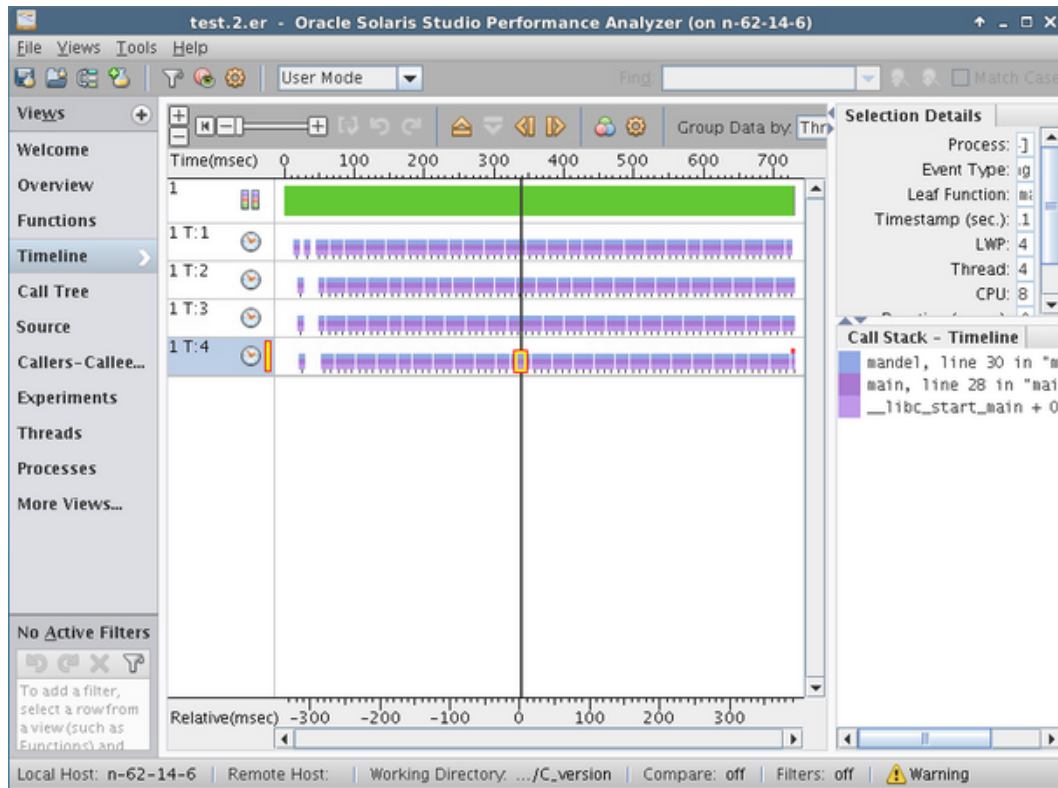 test.2.er - Oracle Solaris Studio Performance Analyzer (on n-62-14-6)
File Views Tools Help
User Mode
Find:
Match Case
Views
Welcome
Overview
Functions
Timeline
Call Tree
Source
Callers-Callee...
Experiments
Threads
Processes
More Views...
No Active Filters
To add a filter,
select a row from
a view (such as
Functions) and
Group Data by: Thr
Time(msec) 0 100 200 300 400 500 600 700
1
1 T:1
1 T:2
1 T:3
1 T:4
Relative(msec) -300 -200 -100 0 100 200 300
Selection Details
Process:
Event Type:
Leaf Function:
Timestamp (sec.): .1
LWP: 4
Thread: 4
CPU: 8
Call Stack - Timeline
mandel, line 30 in "m
main, line 28 in "mai
__libc_start_main + 0
Local Host: n-62-14-6 | Remote Host: | Working Directory: .../C_version | Compare: off | Filters: off | Warning